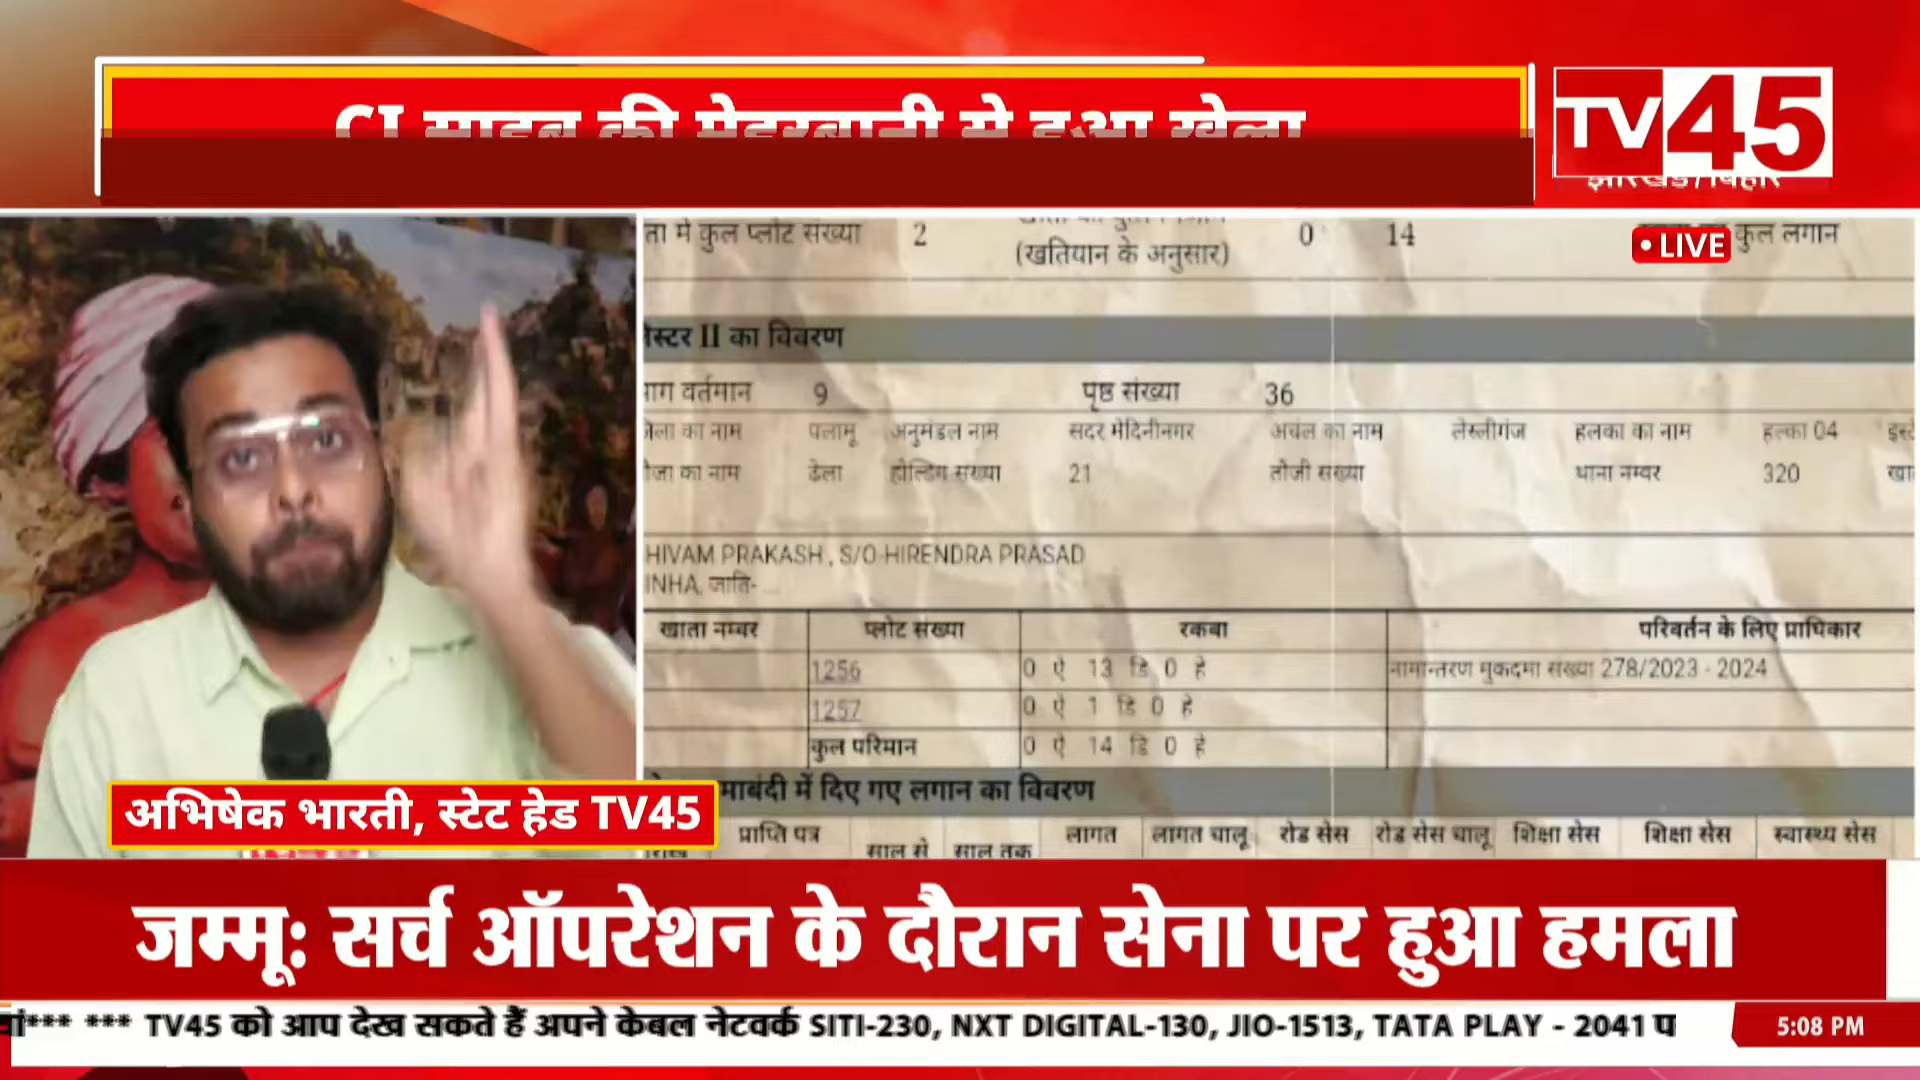 CI साहब की मेहरबानी से हुआ खेला
TV45
झारखंड/बिहार
LIVE
ता में कुल प्लोट संख्या 2 (खतियान के अनुसार) 0 14 कुल लगान
II का विवरण
वर्तमान 9 पृष्ठ संख्या 36
का नाम पलामू अनुमंडल नाम सदर मेदिनीनगर अंचल का नाम लेस्लीगंज हलका का नाम हल्का 04
का नाम ढेला होल्डिंग संख्या 21 तौजी संख्या थाना नम्बर 320
HIVAM PRAKASH , S/O-HIRENDRA PRASAD
INHA, जाति-
खाता नम्बर प्लोट संख्या रकबा परिवर्तन के लिए प्राधिकार
1256 0 ऐ 13 डि 0 हे नामान्तरण मुकदमा संख्या 278/2023 - 2024
1257 0 ऐ 1 डि 0 हे
कुल परिमान 0 ऐ 14 डि 0 हे
माबंदी में दिए गए लगान का विवरण
प्राप्ति पत्र साल से साल तक लागत लागत चालू रोड सेस रोड सेस चालू शिक्षा सेस शिक्षा सेस स्वास्थ्य सेस
अभिषेक भारती, स्टेट हेड TV45
जम्मू: सर्च ऑपरेशन के दौरान सेना पर हुआ हमला
*** *** TV45 को आप देख सकते हैं अपने केबल नेटवर्क SITI-230, NXT DIGITAL-130, JIO-1513, TATA PLAY - 2041 प
5:08 PM